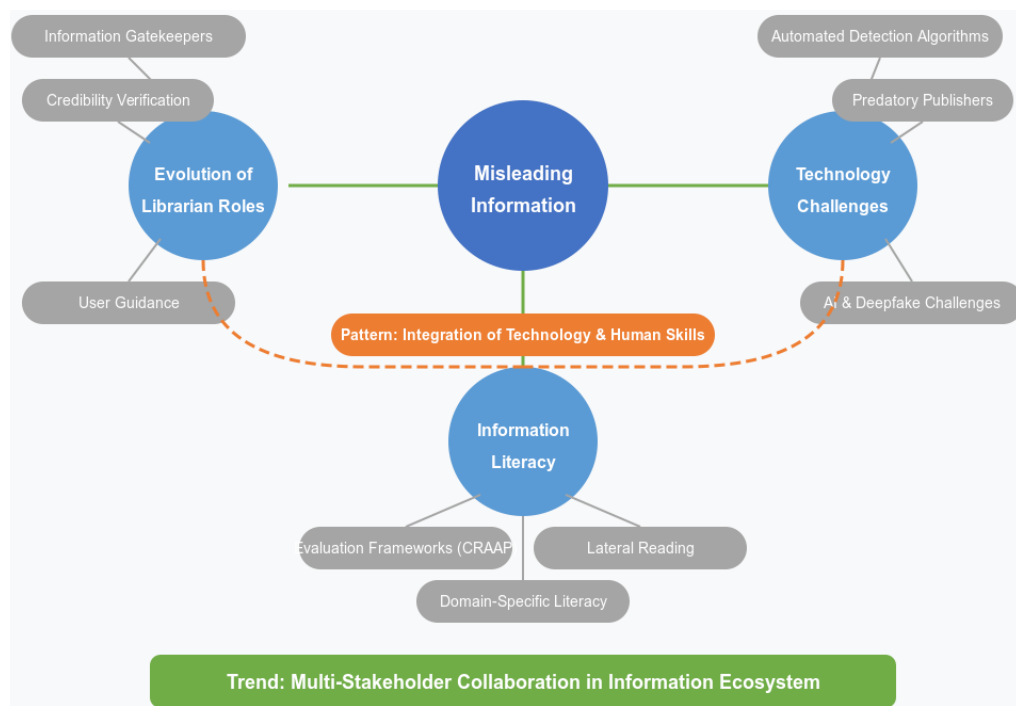 Information Gatekeepers
Automated Detection Algorithms
Credibility Verification
Predatory Publishers
Evolution of
Librarian Roles
Misleading
Information
Technology
Challenges
User Guidance
AI & Deepfake Challenges
Pattern: Integration of Technology & Human Skills
Information
Literacy
Evaluation Frameworks (CRAAP
Lateral Reading
Domain-Specific Literacy
Trend: Multi-Stakeholder Collaboration in Information Ecosystem